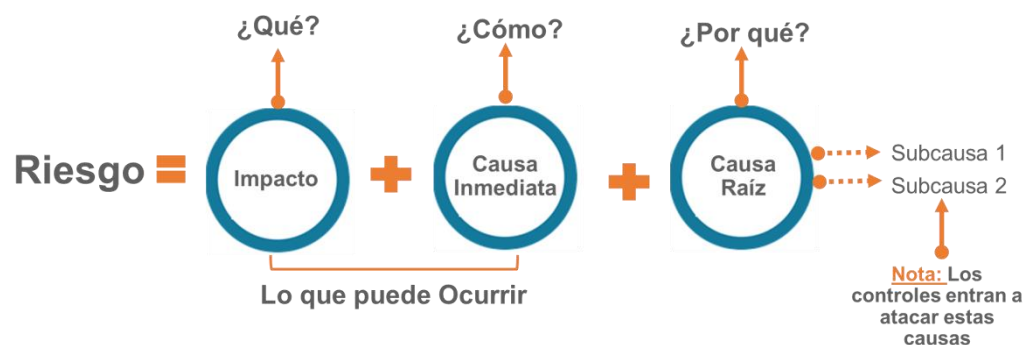 ¿Qué?
¿Cómo?
¿Por qué?
Riesgo =
Impacto
+
Causa
Inmediata
+
Causa
Raíz
Subcausa 1
Subcausa 2
Lo que puede Ocurrir
Nota: Los
controles entran a
atacar estas
causas